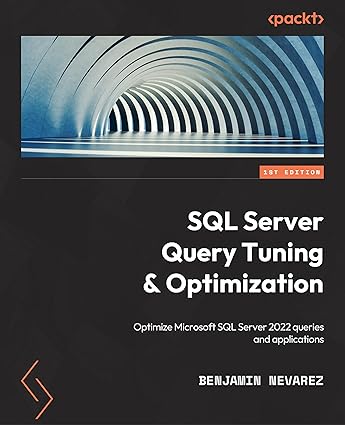 <packt>
1ST EDITION
SQL Server
Query Tuning
& Optimization
Optimize Microsoft SQL Server 2022 queries
and applications
BENJAMIN NEVAREZ